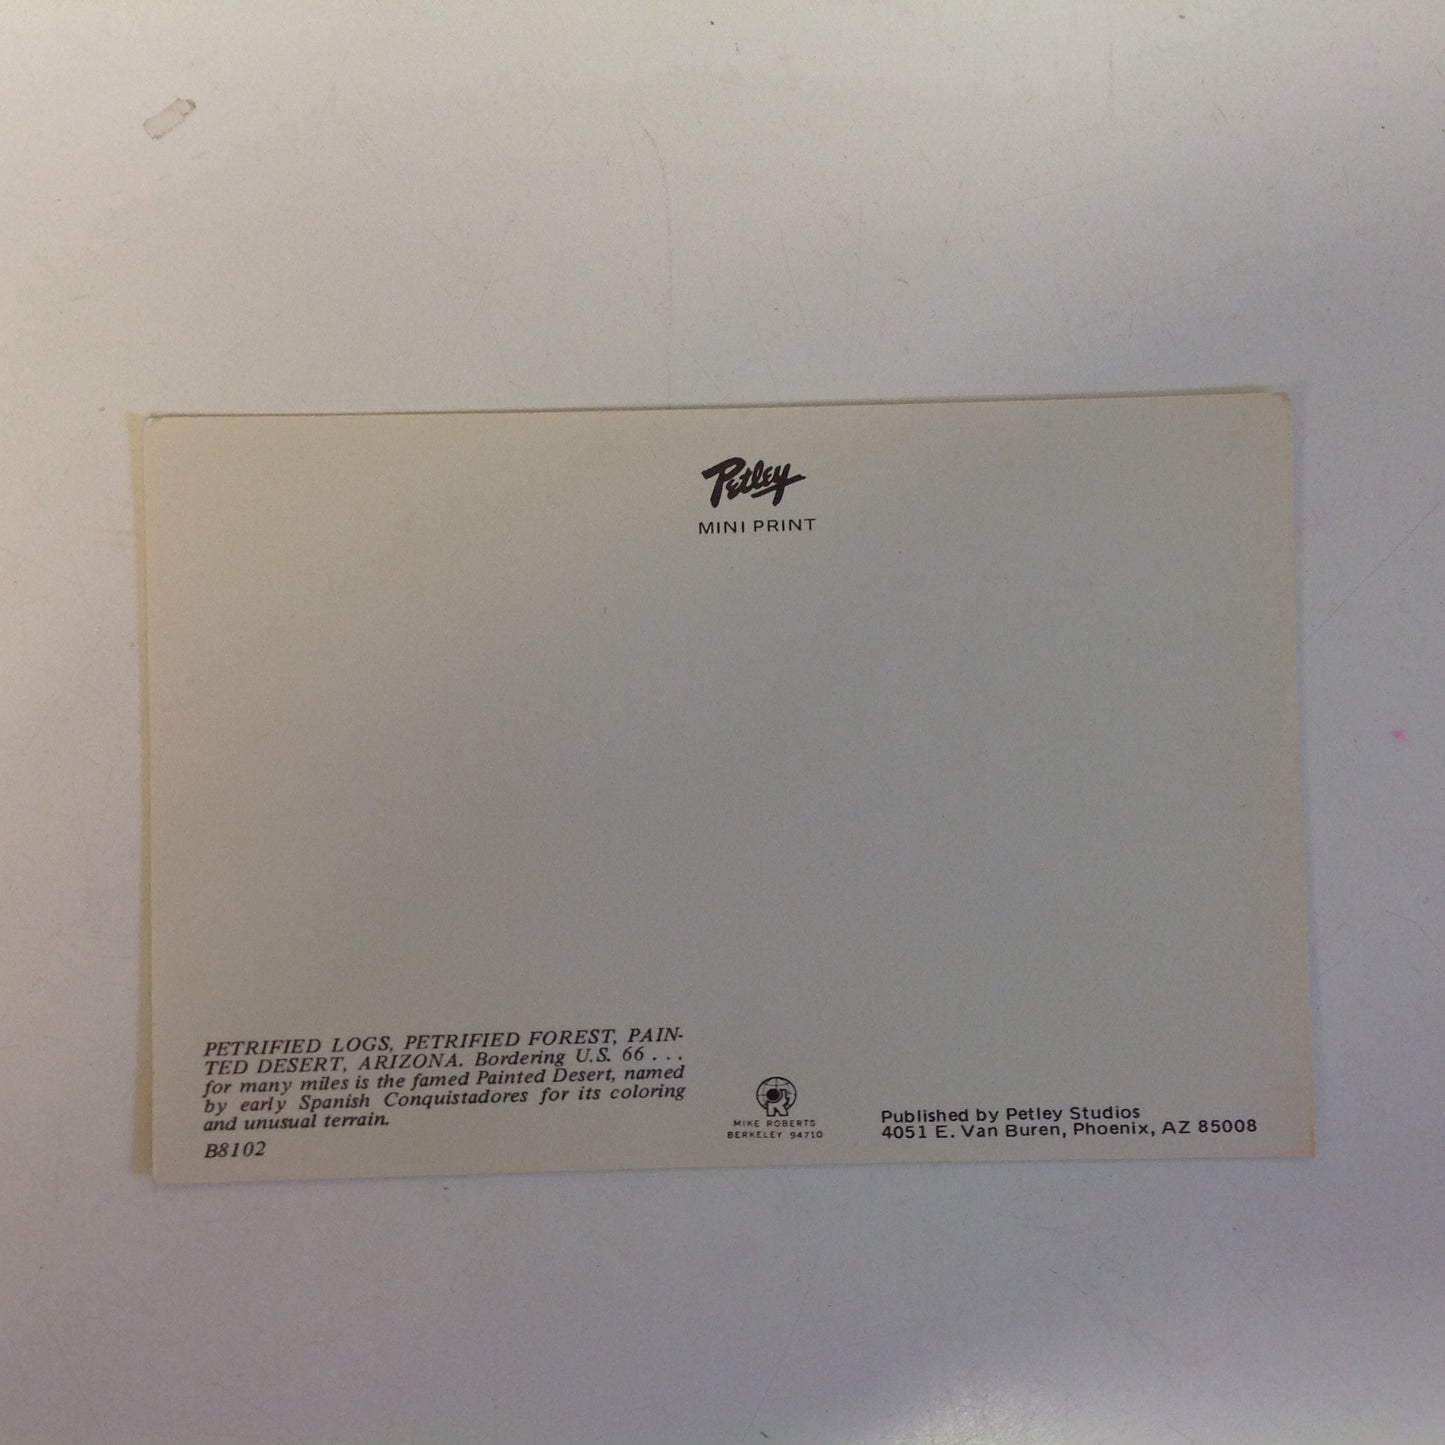 Petley
MINI PRINT
PETRIFIED LOGS, PETRIFIED FOREST, PAIN-
TED DESERT, ARIZONA. Bordering U.S. 66 . . .
for many miles is the famed Painted Desert, named
by early Spanish Conquistadores for its coloring
and unusual terrain.
B8102
MIKE ROBERTS
BERKELEY 94710
Published by Petley Studios
4051 E. Van Buren, Phoenix, AZ 85008